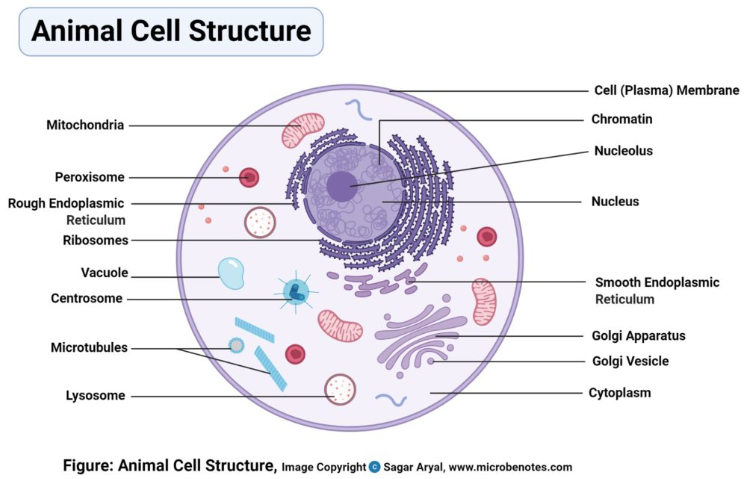 Animal Cell Structure
Cell (Plasma) Membrane
Chromatin
Mitochondria
Nucleolus
Peroxisome
Nucleus
Rough Endoplasmic
Reticulum
Ribosomes
Vacuole
Smooth Endoplasmic
Reticulum
Centrosome
Golgi Apparatus
Microtubules
Golgi Vesicle
Lysosome
Cytoplasm
Figure: Animal Cell Structure, Image Copyright © Sagar Aryal, www.microbenotes.com